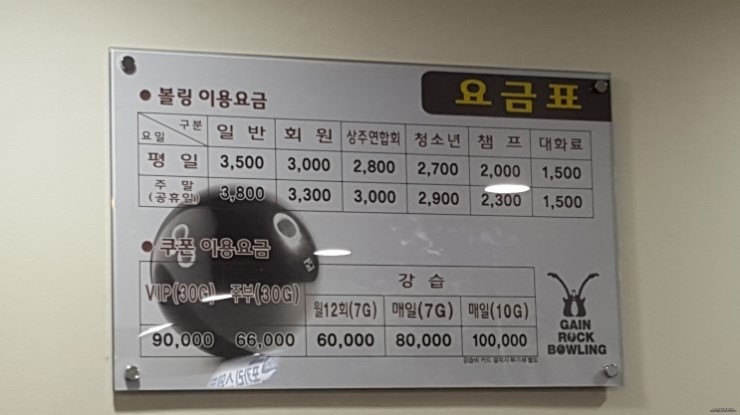 요금표
● 볼링 이용요금
구분 요일 일반 회원 상주연합회 청소년 챔프 대화료
평일 3,500 3,000 2,800 2,700 2,000 1,500
주말 (공휴일) 3,800 3,300 3,000 2,900 2,300 1,500
● 쿠폰 이용요금
VIP(30G) 주부(30G) 강습
월12회(7G) 매일(7G) 매일(10G)
90,000 66,000 60,000 80,000 100,000
GAIN
ROCK
BOWLING